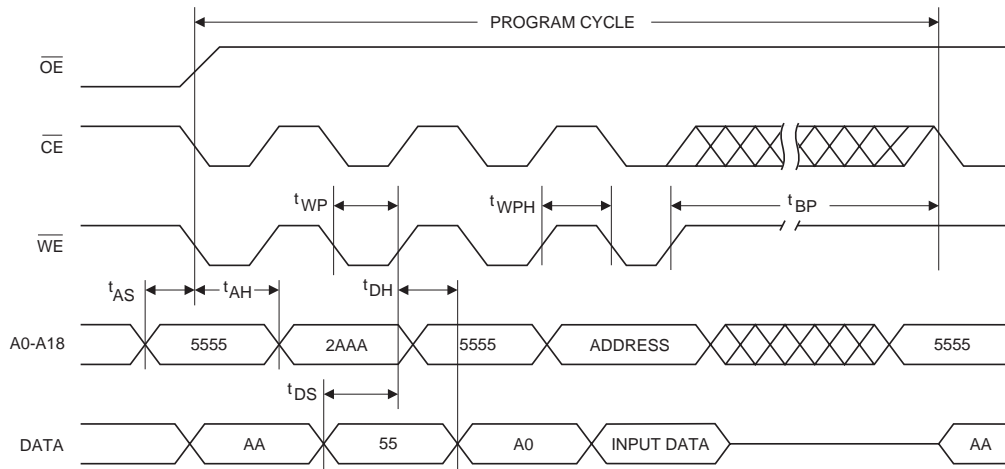 PROGRAM CYCLE
OE
CE
tWP
tWPH
tBP
WE
tAS
tAH
tDH
A0-A18
5555
2AAA
5555
ADDRESS
5555
tDS
DATA
AA
55
A0
INPUT DATA
AA